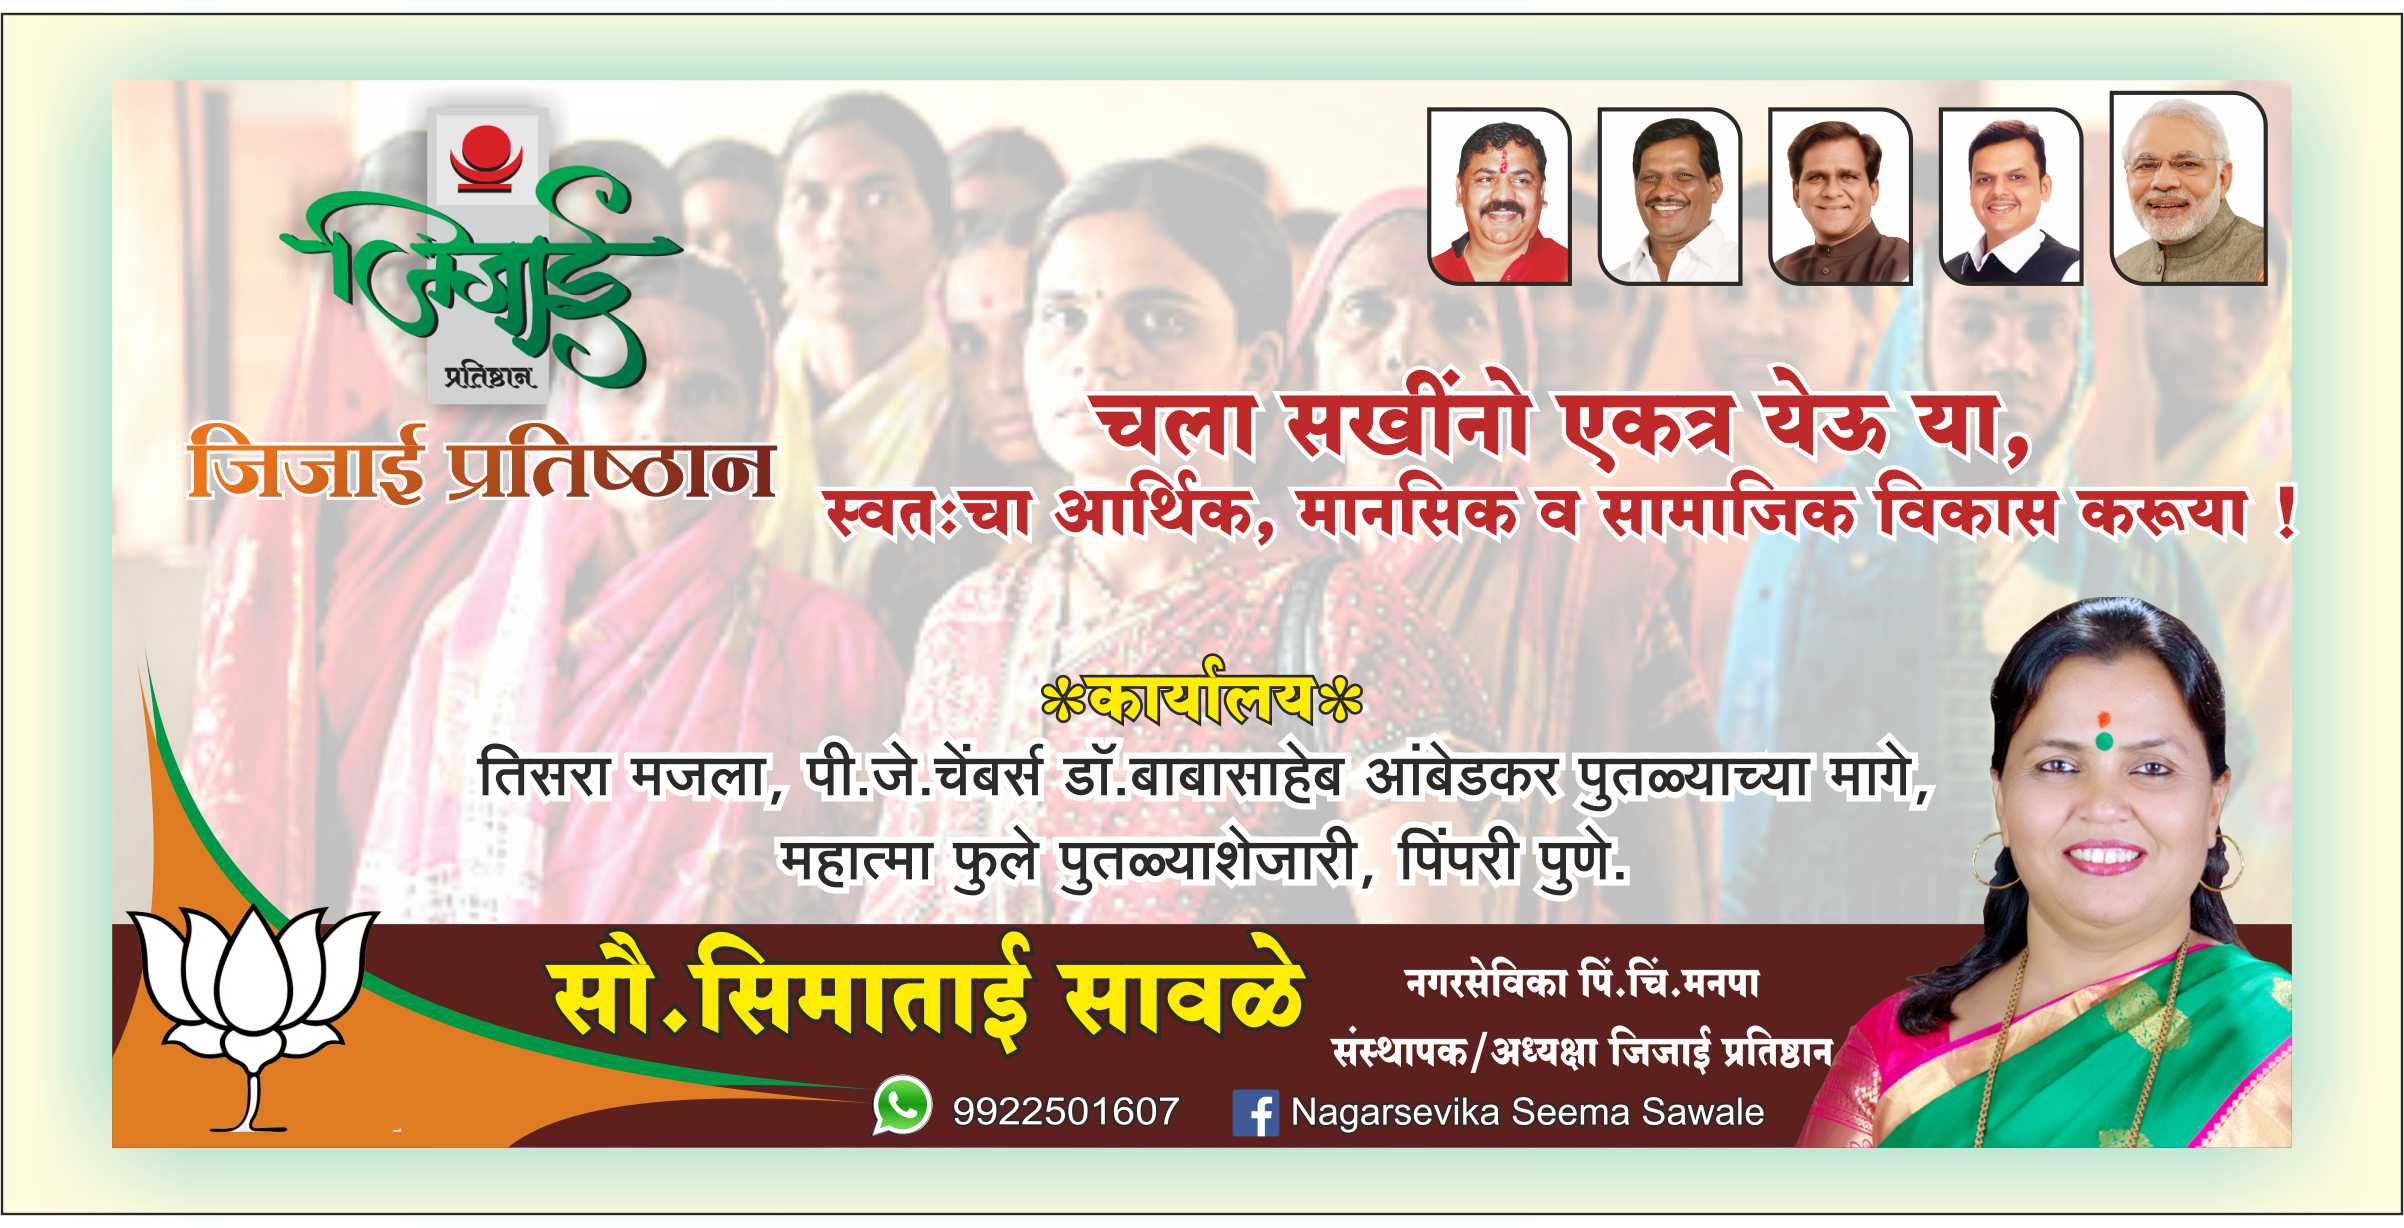 जिजाई
प्रतिष्ठान
जिजाई प्रतिष्ठान
चला सखींनो एकत्र येऊ या,
स्वतःचा आर्थिक, मानसिक व सामाजिक विकास करूया !
*कार्यालय*
तिसरा मजला, पी.जे.चेंबर्स डॉ.बाबासाहेब आंबेडकर पुतळ्याच्या मागे,
महात्मा फुले पुतळ्याशेजारी, पिंपरी पुणे.
सौ.सिमाताई सावळे
नगरसेविका पिं.चिं.मनपा
संस्थापक/अध्यक्षा जिजाई प्रतिष्ठान
9922501607
Nagarsevika Seema Sawale